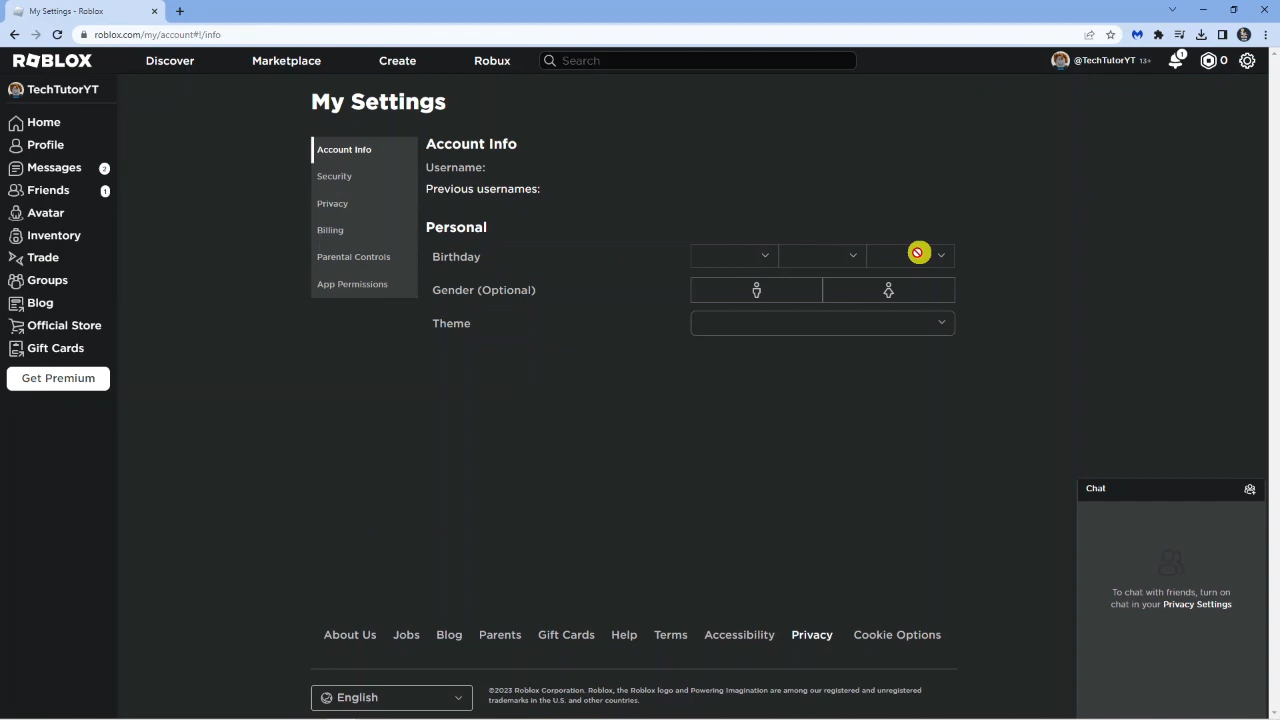 My Settings - Roblox
roblox.com/my/account#!/info
ROBLOX
Discover
Marketplace
Create
Robux
Search
@TechTutorYT 13+
1
0
TechTutorYT
Home
Profile
Messages 2
Friends 1
Avatar
Inventory
Trade
Groups
Blog
Official Store
Gift Cards
Get Premium
My Settings
Account Info
Security
Privacy
Billing
Parental Controls
App Permissions
Account Info
Username:
Previous usernames:
Personal
Birthday
Gender (Optional)
Theme
Chat
To chat with friends, turn on
chat in your Privacy Settings
About Us
Jobs
Blog
Parents
Gift Cards
Help
Terms
Accessibility
Privacy
Cookie Options
English
©2023 Roblox Corporation. Roblox, the Roblox logo and Powering Imagination are among our registered and unregistered
trademarks in the U.S. and other countries.